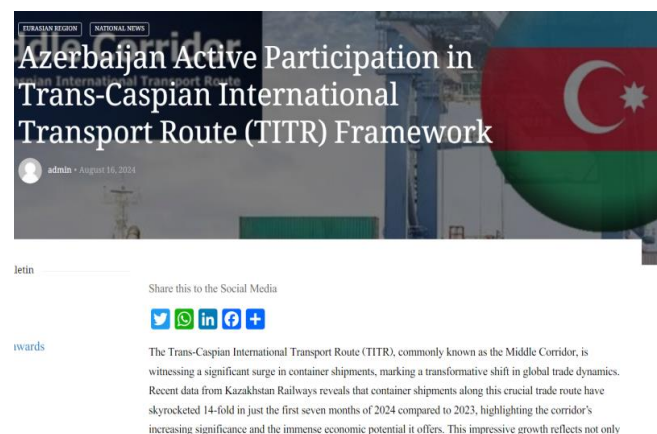 EURASIAN REGION NATIONAL NEWS
Azerbaijan Active Participation in
Trans-Caspian International
Transport Route (TITR) Framework
admin • August 16, 2024
letin
Share this to the Social Media
wards
The Trans-Caspian International Transport Route (TITR), commonly known as the Middle Corridor, is
witnessing a significant surge in container shipments, marking a transformative shift in global trade dynamics.
Recent data from Kazakhstan Railways reveals that container shipments along this crucial trade route have
skyrocketed 14-fold in just the first seven months of 2024 compared to 2023, highlighting the corridor's
increasing significance and the immense economic potential it offers. This impressive growth reflects not only